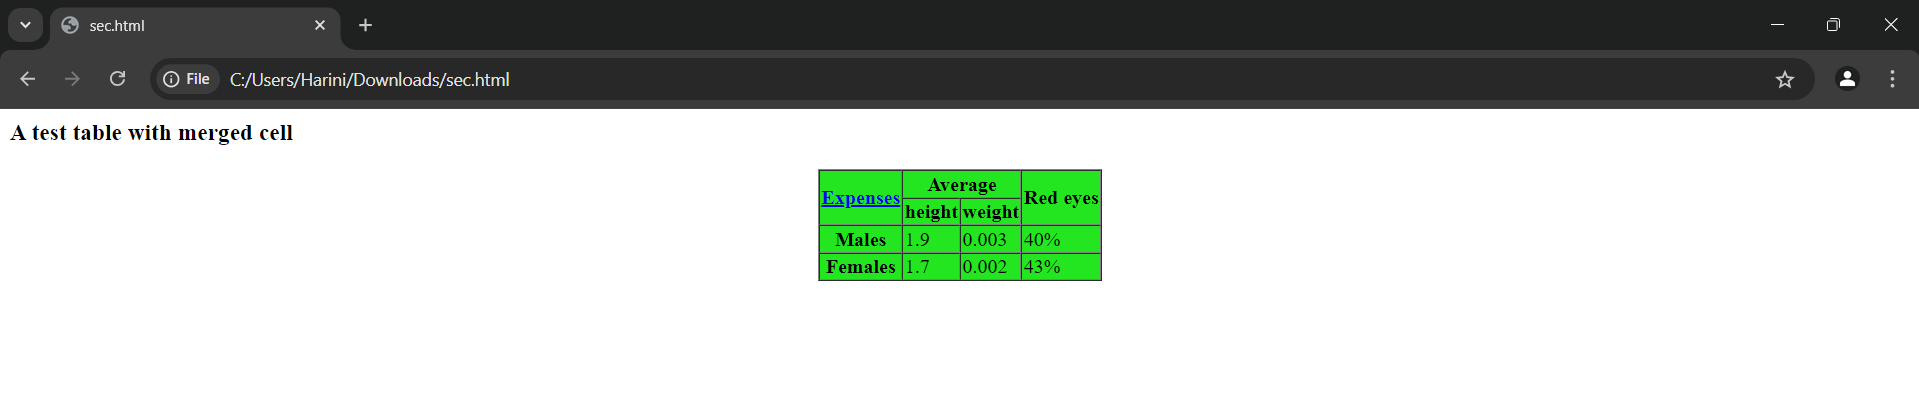 sec.html
File C:/Users/Harini/Downloads/sec.html
A test table with merged cell
Expenses Average Red eyes
height weight
Males 1.9 0.003 40%
Females 1.7 0.002 43%